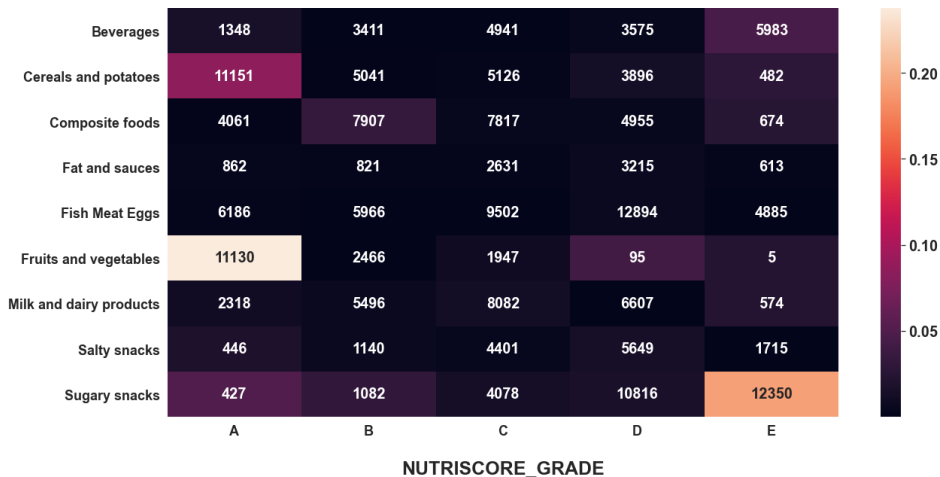 Beverages 1348 3411 4941 3575 5983
Cereals and potatoes 11151 5041 5126 3896 482
0.20
Composite foods 4061 7907 7817 4955 674
0.15
Fat and sauces 862 821 2631 3215 613
Fish Meat Eggs 6186 5966 9502 12894 4885
0.10
Fruits and vegetables 11130 2466 1947 95 5
Milk and dairy products 2318 5496 8082 6607 574
0.05
Salty snacks 446 1140 4401 5649 1715
Sugary snacks 427 1082 4078 10816 12350
A B C D E
NUTRISCORE_GRADE